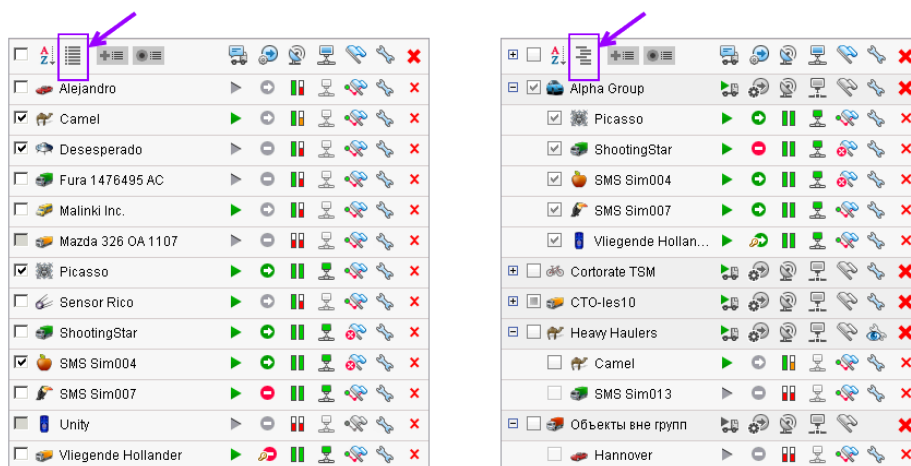 A
Z
Alejandro
Camel
Desesperado
Fura 1476495 AC
Malinki Inc.
Mazda 326 OA 1107
Picasso
Sensor Rico
ShootingStar
SMS Sim004
SMS Sim007
Unity
Vliegende Hollander
A
Z
Alpha Group
Picasso
ShootingStar
SMS Sim004
SMS Sim007
Vliegende Hollan...
Cortorate TSM
CTO-les10
Heavy Haulers
Camel
SMS Sim013
Объекты вне групп
Hannover